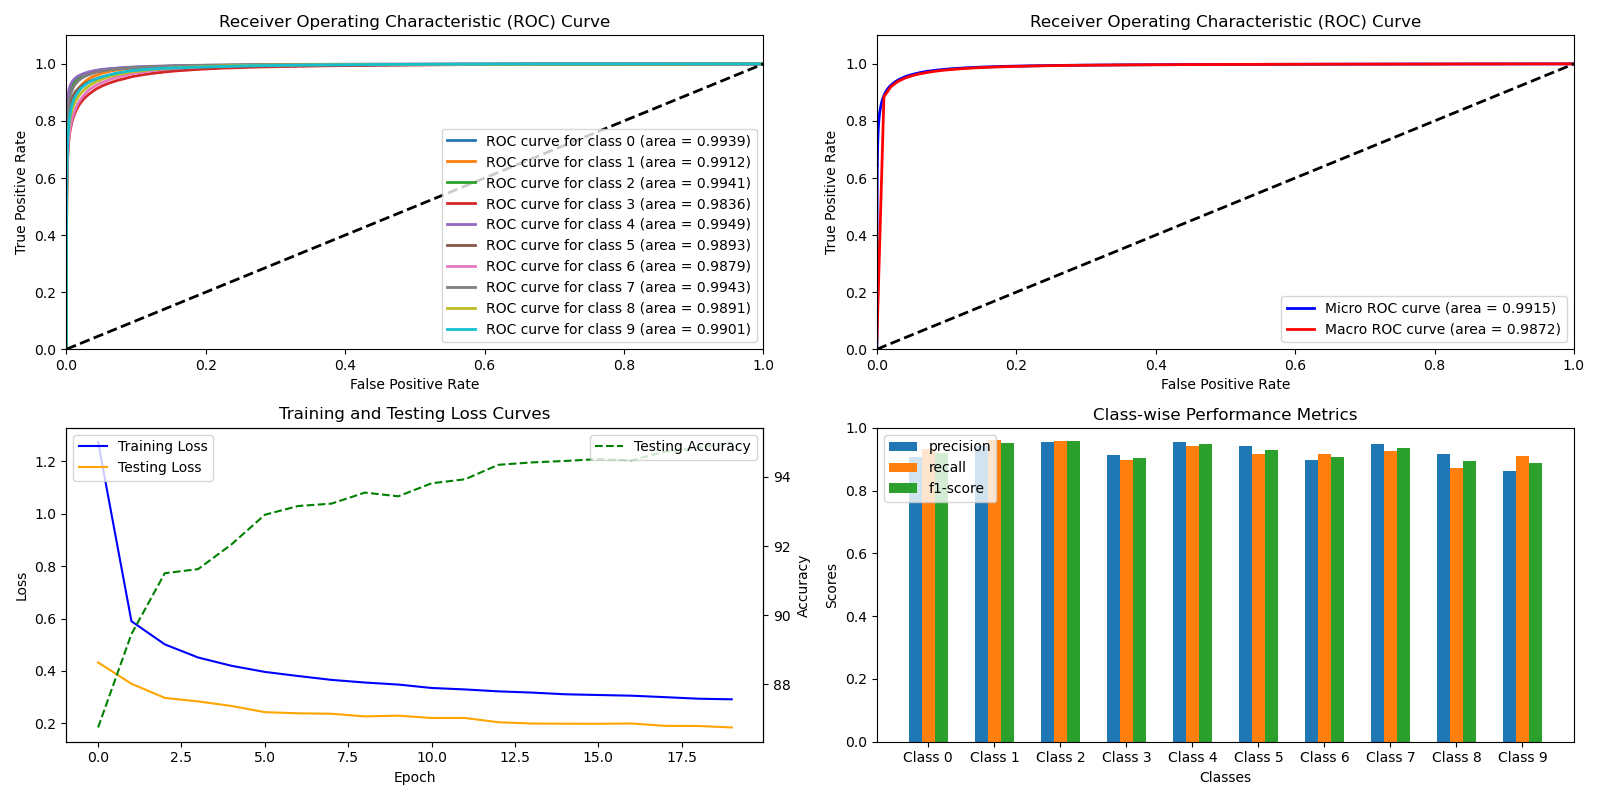 Receiver Operating Characteristic (ROC) Curve
1.0
0.8
0.6
0.4
0.2
0.0
True Positive Rate
ROC curve for class 0 (area = 0.9939)
ROC curve for class 1 (area = 0.9912)
ROC curve for class 2 (area = 0.9941)
ROC curve for class 3 (area = 0.9836)
ROC curve for class 4 (area = 0.9949)
ROC curve for class 5 (area = 0.9893)
ROC curve for class 6 (area = 0.9879)
ROC curve for class 7 (area = 0.9943)
ROC curve for class 8 (area = 0.9891)
ROC curve for class 9 (area = 0.9901)
0.0 0.2 0.4 0.6 0.8 1.0
False Positive Rate
Receiver Operating Characteristic (ROC) Curve
1.0
0.8
0.6
0.4
0.2
0.0
True Positive Rate
Micro ROC curve (area = 0.9915)
Macro ROC curve (area = 0.9872)
0.0 0.2 0.4 0.6 0.8 1.0
False Positive Rate
Training and Testing Loss Curves
Training Loss
Testing Loss
Testing Accuracy
1.2
1.0
0.8
0.6
0.4
0.2
Loss
94
92
90
88
Accuracy
0.0 2.5 5.0 7.5 10.0 12.5 15.0 17.5
Epoch
Class-wise Performance Metrics
precision
recall
f1-score
1.0
0.8
0.6
0.4
0.2
0.0
Scores
Class 0 Class 1 Class 2 Class 3 Class 4 Class 5 Class 6 Class 7 Class 8 Class 9
Classes